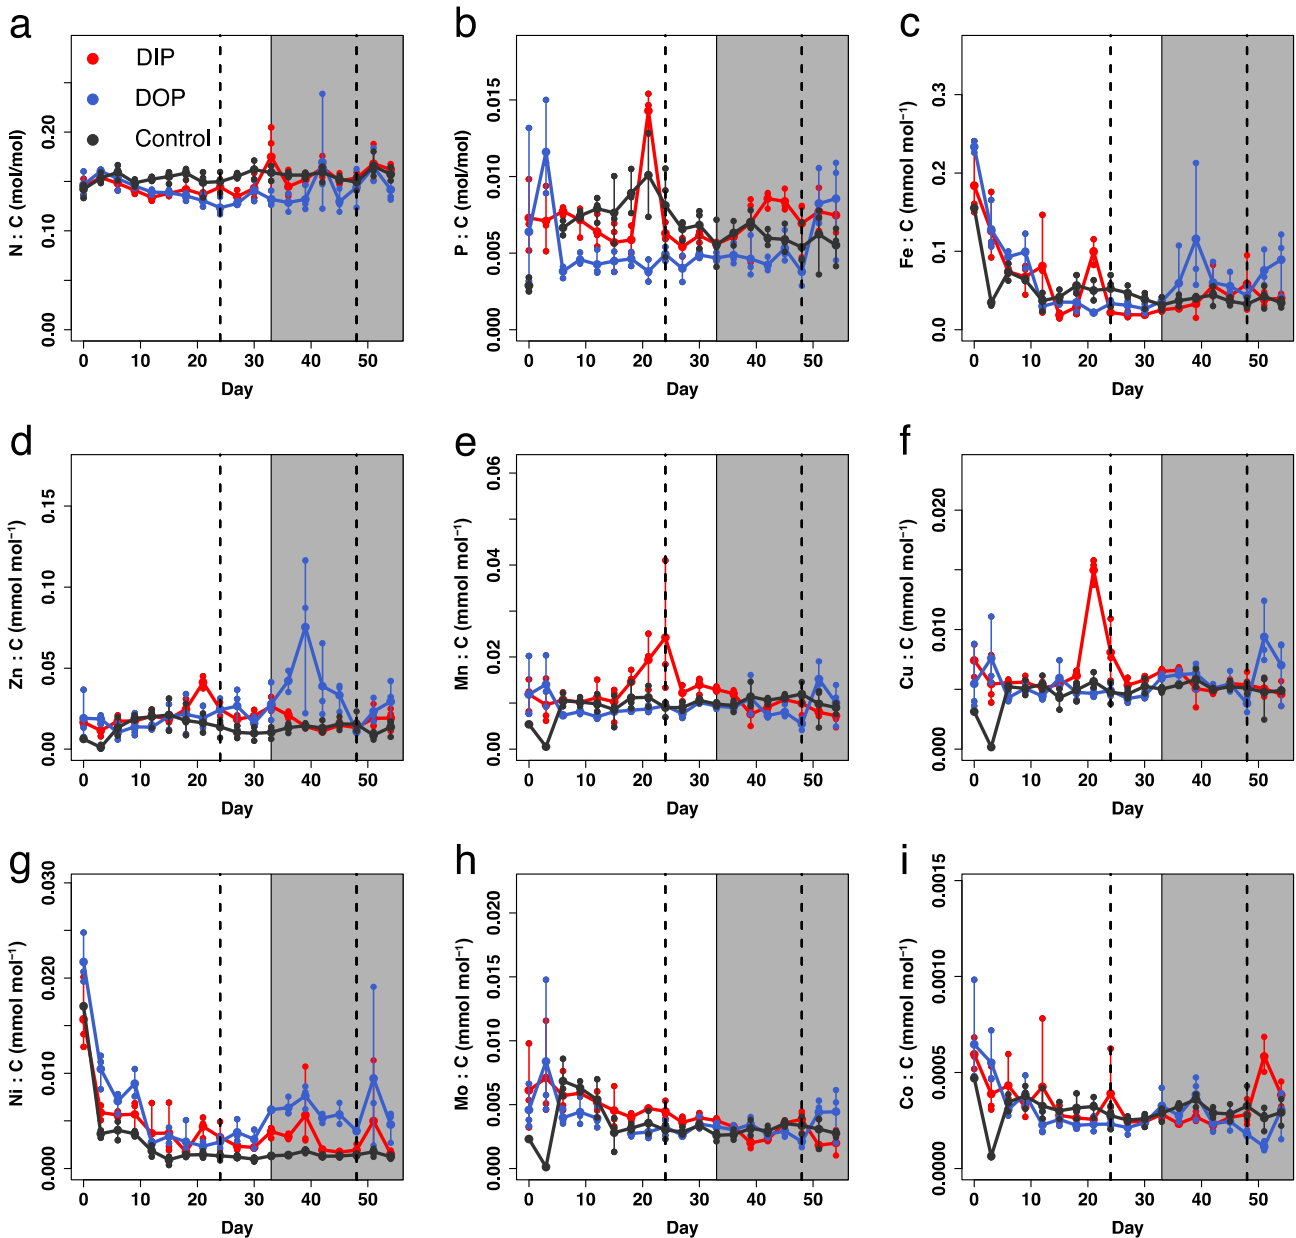 a
DIP
DOP
Control
N : C (mol/mol)
0.00
0.10
0.20
0 10 20 30 40 50
Day
b
P : C (mol/mol)
0.000
0.005
0.010
0.015
0 10 20 30 40 50
Day
c
Fe : C (mmol mol⁻¹)
0.0
0.1
0.2
0.3
0 10 20 30 40 50
Day
d
Zn : C (mmol mol⁻¹)
0.00
0.05
0.10
0.15
0 10 20 30 40 50
Day
e
Mn : C (mmol mol⁻¹)
0.00
0.02
0.04
0.06
0 10 20 30 40 50
Day
f
Cu : C (mmol mol⁻¹)
0.000
0.010
0.020
0 10 20 30 40 50
Day
g
Ni : C (mmol mol⁻¹)
0.000
0.010
0.020
0.030
0 10 20 30 40 50
Day
h
Mo : C (mmol mol⁻¹)
0.000
0.005
0.010
0.015
0.020
0 10 20 30 40 50
Day
i
Co : C (mmol mol⁻¹)
0.0000
0.0005
0.0010
0.0015
0 10 20 30 40 50
Day